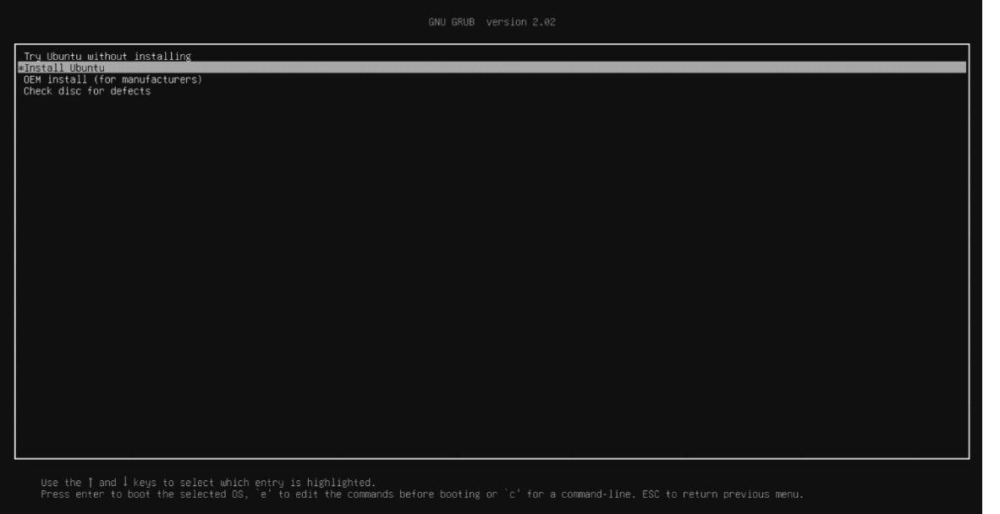 GNU GRUB  version 2.02
Try Ubuntu without installing
*Install Ubuntu
OEM install (for manufacturers)
Check disc for defects
Use the ↑ and ↓ keys to select which entry is highlighted.
Press enter to boot the selected OS, `e' to edit the commands before booting or `c' for a command-line. ESC to return previous menu.